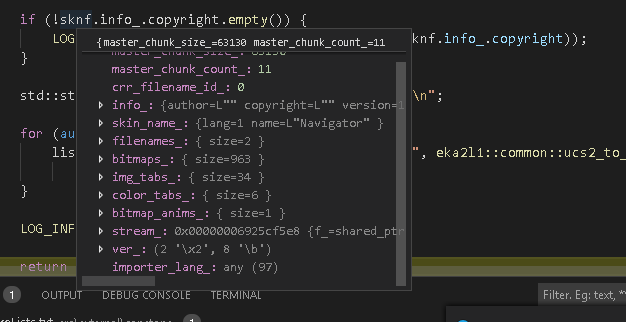 if (!sknf.info_.copyright.empty()) {
LOG
knf.info_.copyright));
{master_chunk_size_=63130 master_chunk_count_=11
master_chunk_size_: 63130
}
master_chunk_count_: 11
crr_filename_id_: 0
std::st
\n";
info_: {author=L"" copyright=L"" version=1
skin_name_: {lang=1 name=L"Navigator" }
for (au
filenames_: { size=2 }
lis
", eka2l1::common::ucs2_to_
bitmaps_: { size=963 }
img_tabs_: { size=34 }
}
color_tabs_: { size=6 }
bitmap_anims_: { size=1 }
LOG_INF
stream_: 0x00000006925cf5e8 {f_=shared_ptr
ver_: (2 '\x2', 8 '\b')
return
importer_lang_: any (97)
1 OUTPUT DEBUG CONSOLE TERMINAL
Filter. Eg: text, **